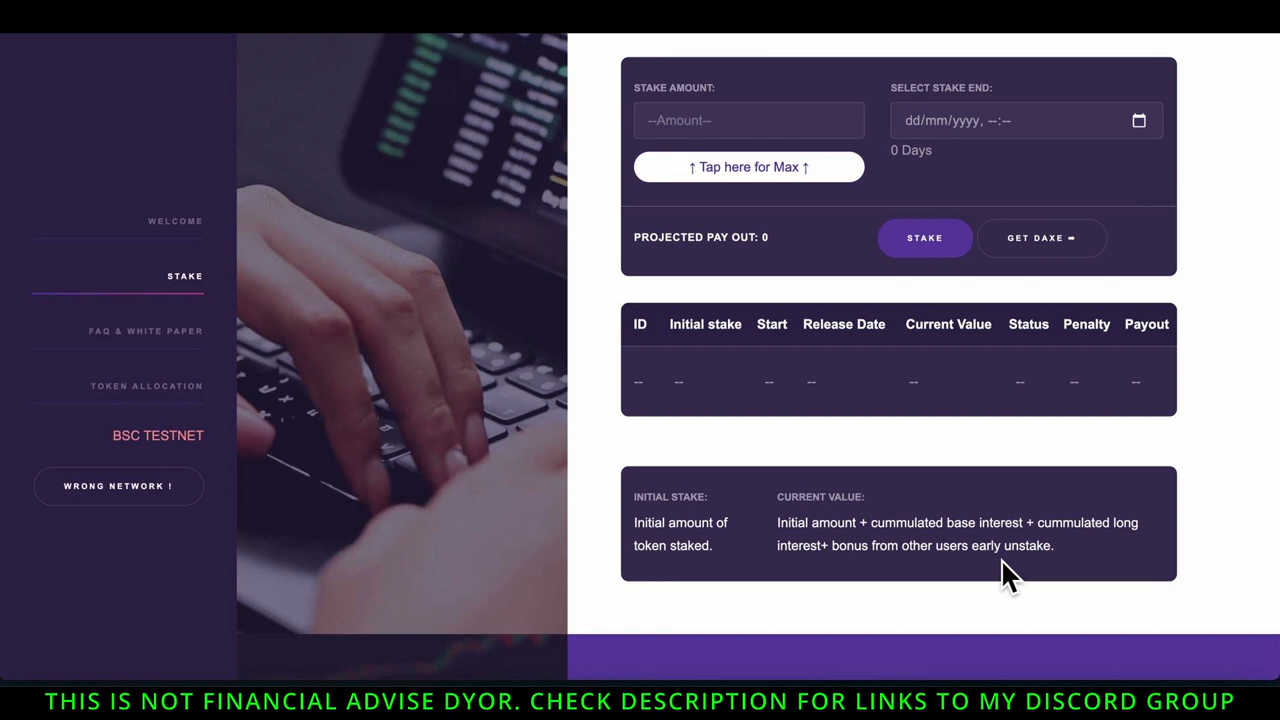 WELCOME
STAKE
FAQ & WHITE PAPER
TOKEN ALLOCATION
BSC TESTNET
WRONG NETWORK !
STAKE AMOUNT:
--Amount--
↑ Tap here for Max ↑
SELECT STAKE END:
dd/mm/yyyy, --:--
0 Days
PROJECTED PAY OUT: 0
STAKE
GET DAXE ➡
ID Initial stake Start Release Date Current Value Status Penalty Payout
-- -- -- -- -- -- -- --
INITIAL STAKE:
Initial amount of
token staked.
CURRENT VALUE:
Initial amount + cummulated base interest + cummulated long
interest+ bonus from other users early unstake.
THIS IS NOT FINANCIAL ADVISE DYOR. CHECK DESCRIPTION FOR LINKS TO MY DISCORD GROUP